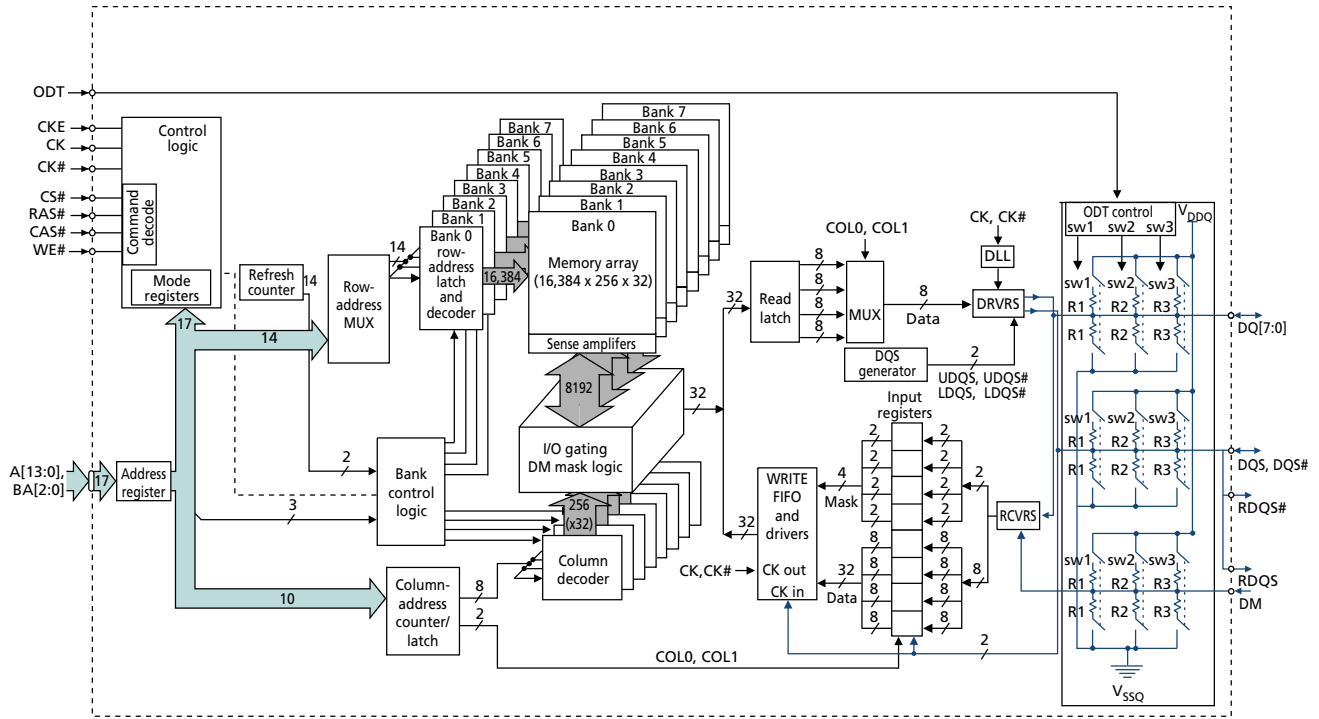 ODT
CKE
CK
CK#
CS#
RAS#
CAS#
WE#
Control
logic
Command
decode
Mode
registers
Refresh
counter
14
14
17
14
Row-
address
MUX
14
Bank 7
Bank 6
Bank 5
Bank 4
Bank 3
Bank 2
Bank 1
Bank 0
row-
address
latch
and
decoder
16,384
Bank 7
Bank 6
Bank 5
Bank 4
Bank 3
Bank 2
Bank 1
Bank 0
Memory array
(16,384 x 256 x 32)
Sense amplifers
8192
I/O gating
DM mask logic
32
A[13:0],
BA[2:0]
17
Address
register
2
3
Bank
control
logic
256
(x32)
Column
decoder
10
Column-
address
counter/
latch
8
2
COL0, COL1
32
Read
latch
8
8
8
8
COL0, COL1
MUX
8
Data
CK, CK#
DLL
DRVRS
DQS
generator
2
UDQS, UDQS#
LDQS, LDQS#
Input
registers
32
CK,CK#
WRITE
FIFO
and
drivers
CK out
CK in
4
Mask
32
Data
2
2
2
2
8
8
8
8
2
2
2
2
8
8
8
8
2
8
RCVRS
2
ODT control
sw1 sw2 sw3
VDDQ
sw1 sw2 sw3
R1 R2 R3
R1 R2 R3
sw1 sw2 sw3
R1 R2 R3
R1 R2 R3
sw1 sw2 sw3
R1 R2 R3
R1 R2 R3
VSSQ
DQ[7:0]
DQS, DQS#
RDQS#
RDQS
DM